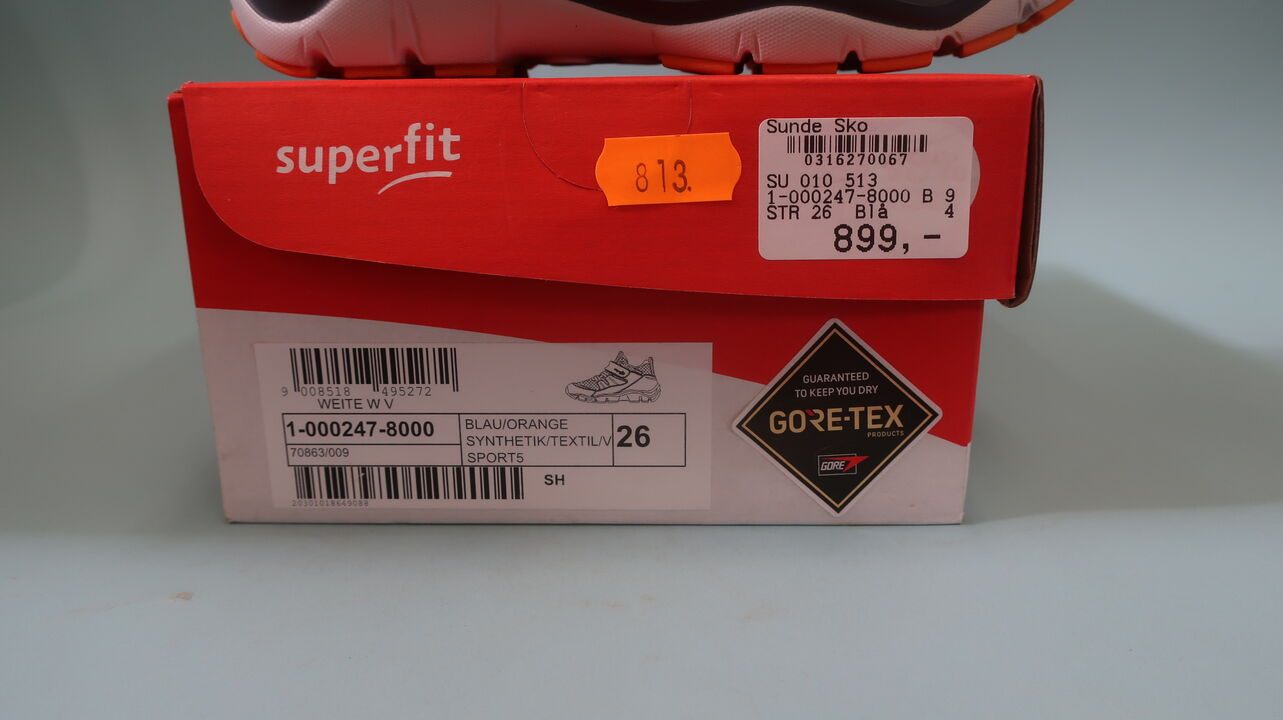 superfit
813.
Sunde Sko
0316270067
SU 010 513
1-000247-8000 B 9
STR 26 Blå 4
899,-
9 008518 495272
WEITE W V
1-000247-8000
70863/009
BLAU/ORANGE
SYNTHETIK/TEXTIL/V
SPORT5
26
SH
20301018649088
GUARANTEED
TO KEEP YOU DRY
GORE-TEX
PRODUCTS
GORE